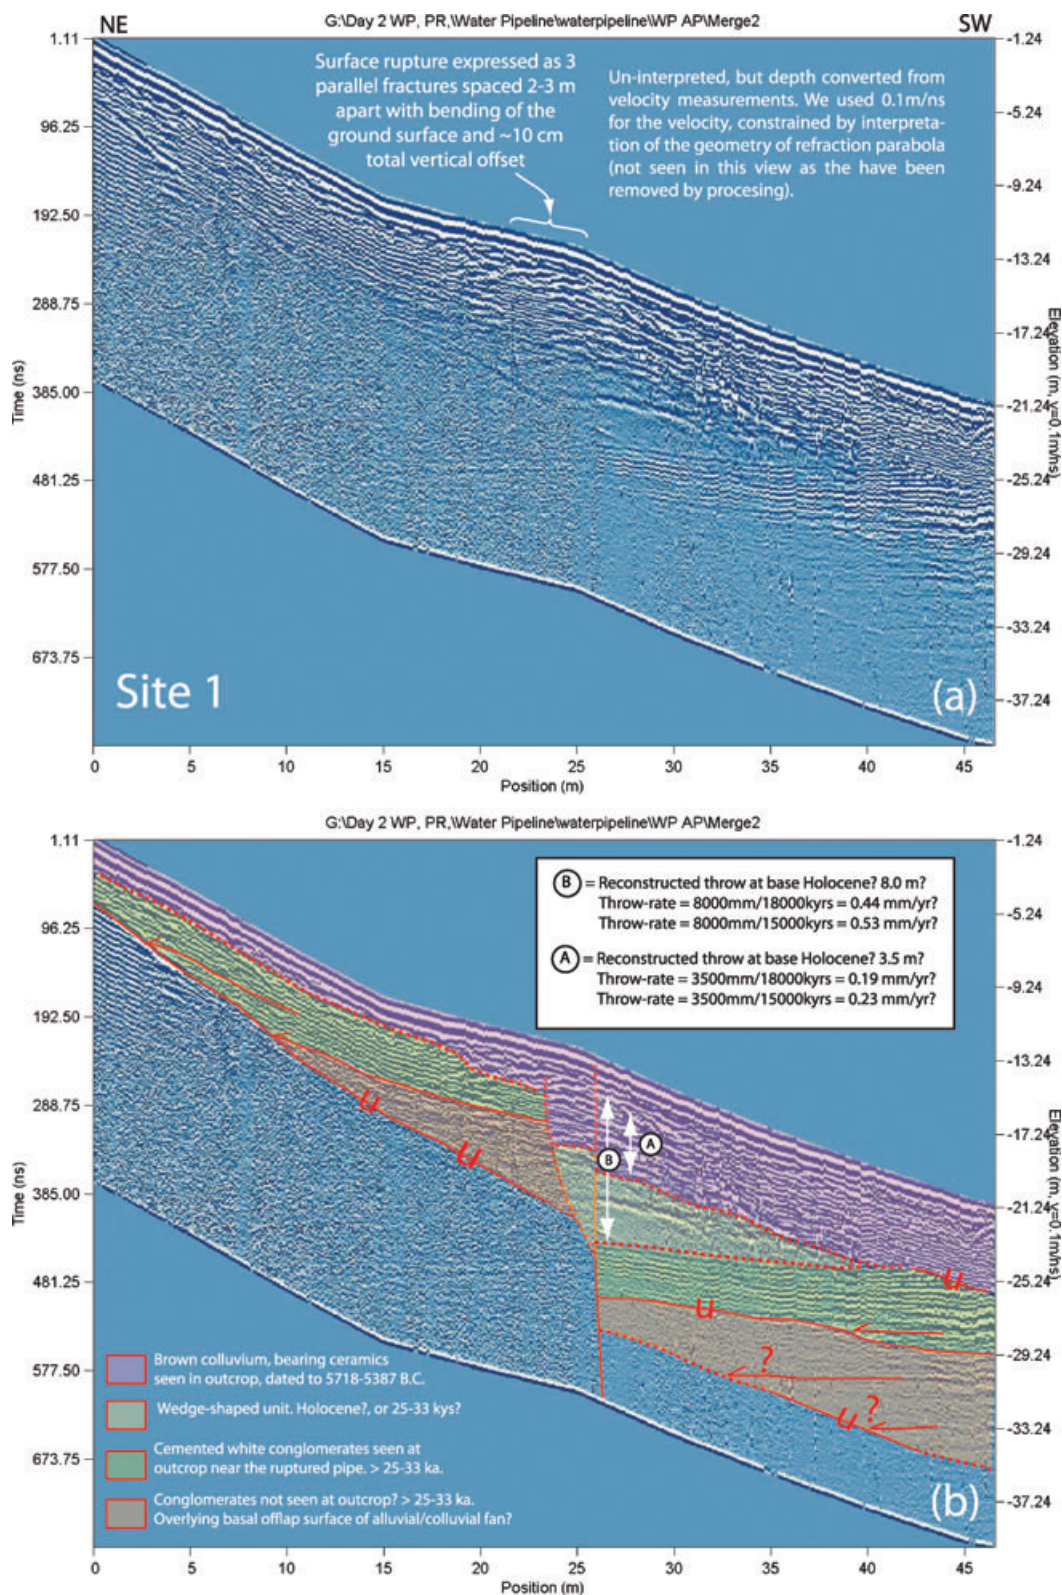 G:\Day 2 WP, PR,\Water Pipeline\waterpipeline\WP AP\Merge2
NE
SW
Surface rupture expressed as 3
parallel fractures spaced 2-3 m
apart with bending of the
ground surface and ~10 cm
total vertical offset
Un-interpreted, but depth converted from
velocity measurements. We used 0.1m/ns
for the velocity, constrained by interpreta-
tion of the geometry of refraction parabola
(not seen in this view as the have been
removed by procesing).
1.11
96.25
192.50
288.75
385.00
481.25
577.50
673.75
Time (ns)
-1.24
-5.24
-9.24
-13.24
-17.24
-21.24
-25.24
-29.24
-33.24
-37.24
Elevation (m, v=0.1m/ns)
Site 1
(a)
0 5 10 15 20 25 30 35 40 45
Position (m)
G:\Day 2 WP, PR,\Water Pipeline\waterpipeline\WP AP\Merge2
B = Reconstructed throw at base Holocene? 8.0 m?
Throw-rate = 8000mm/18000kyrs = 0.44 mm/yr?
Throw-rate = 8000mm/15000kyrs = 0.53 mm/yr?
A = Reconstructed throw at base Holocene? 3.5 m?
Throw-rate = 3500mm/18000kyrs = 0.19 mm/yr?
Throw-rate = 3500mm/15000kyrs = 0.23 mm/yr?
1.11
96.25
192.50
288.75
385.00
481.25
577.50
673.75
Time (ns)
-1.24
-5.24
-9.24
-13.24
-17.24
-21.24
-25.24
-29.24
-33.24
-37.24
Elevation (m, v=0.1m/ns)
A
B
u
u
u
u
?
u ?
Brown colluvium, bearing ceramics
seen in outcrop, dated to 5718-5387 B.C.
Wedge-shaped unit. Holocene?, or 25-33 kys?
Cemented white conglomerates seen at
outcrop near the ruptured pipe. > 25-33 ka.
Conglomerates not seen at outcrop? > 25-33 ka.
Overlying basal offlap surface of alluvial/colluvial fan?
(b)
0 5 10 15 20 25 30 35 40 45
Position (m)